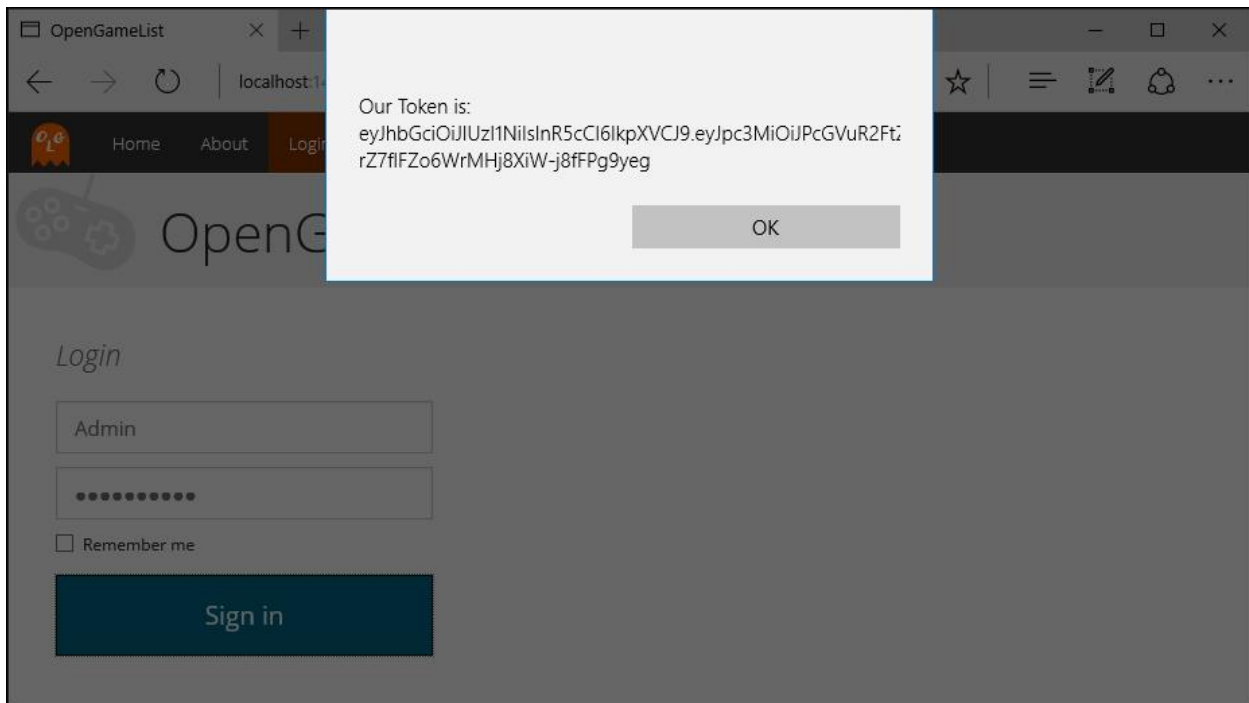 OpenGameList
localhost:1
Our Token is:
eyJhbGciOiJIUzI1NiIsInR5cCI6IkpXVCJ9.eyJpc3MiOiJPcGVuR2Ft
rZ7fIFZo6WrMHj8XiW-j8fFPg9yeg
OK
OLG
Home About Login
OpenG
Login
Admin
Remember me
Sign in